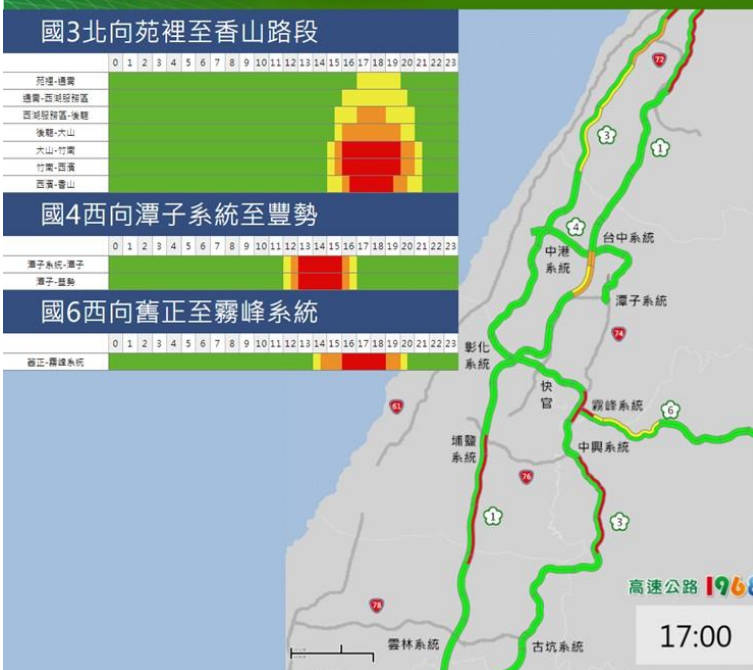 國3北向苑裡至香山路段
0 1 2 3 4 5 6 7 8 9 10 11 12 13 14 15 16 17 18 19 20 21 22 23
苑裡-通霄
通霄-西湖服務區
西湖服務區-後龍
後龍-大山
大山-竹南
竹南-西濱
西濱-香山
國4西向潭子系統至豐勢
0 1 2 3 4 5 6 7 8 9 10 11 12 13 14 15 16 17 18 19 20 21 22 23
潭子系統-潭子
潭子-豐勢
國6西向舊正至霧峰系統
0 1 2 3 4 5 6 7 8 9 10 11 12 13 14 15 16 17 18 19 20 21 22 23
舊正-霧峰系統
72
3
1
4
台中系統
中港
系統
潭子系統
74
彰化
系統
快
官
61
霧峰系統
6
埔鹽
系統
中興系統
76
1
3
高速公路 1968
78
雲林系統
古坑系統
17:00